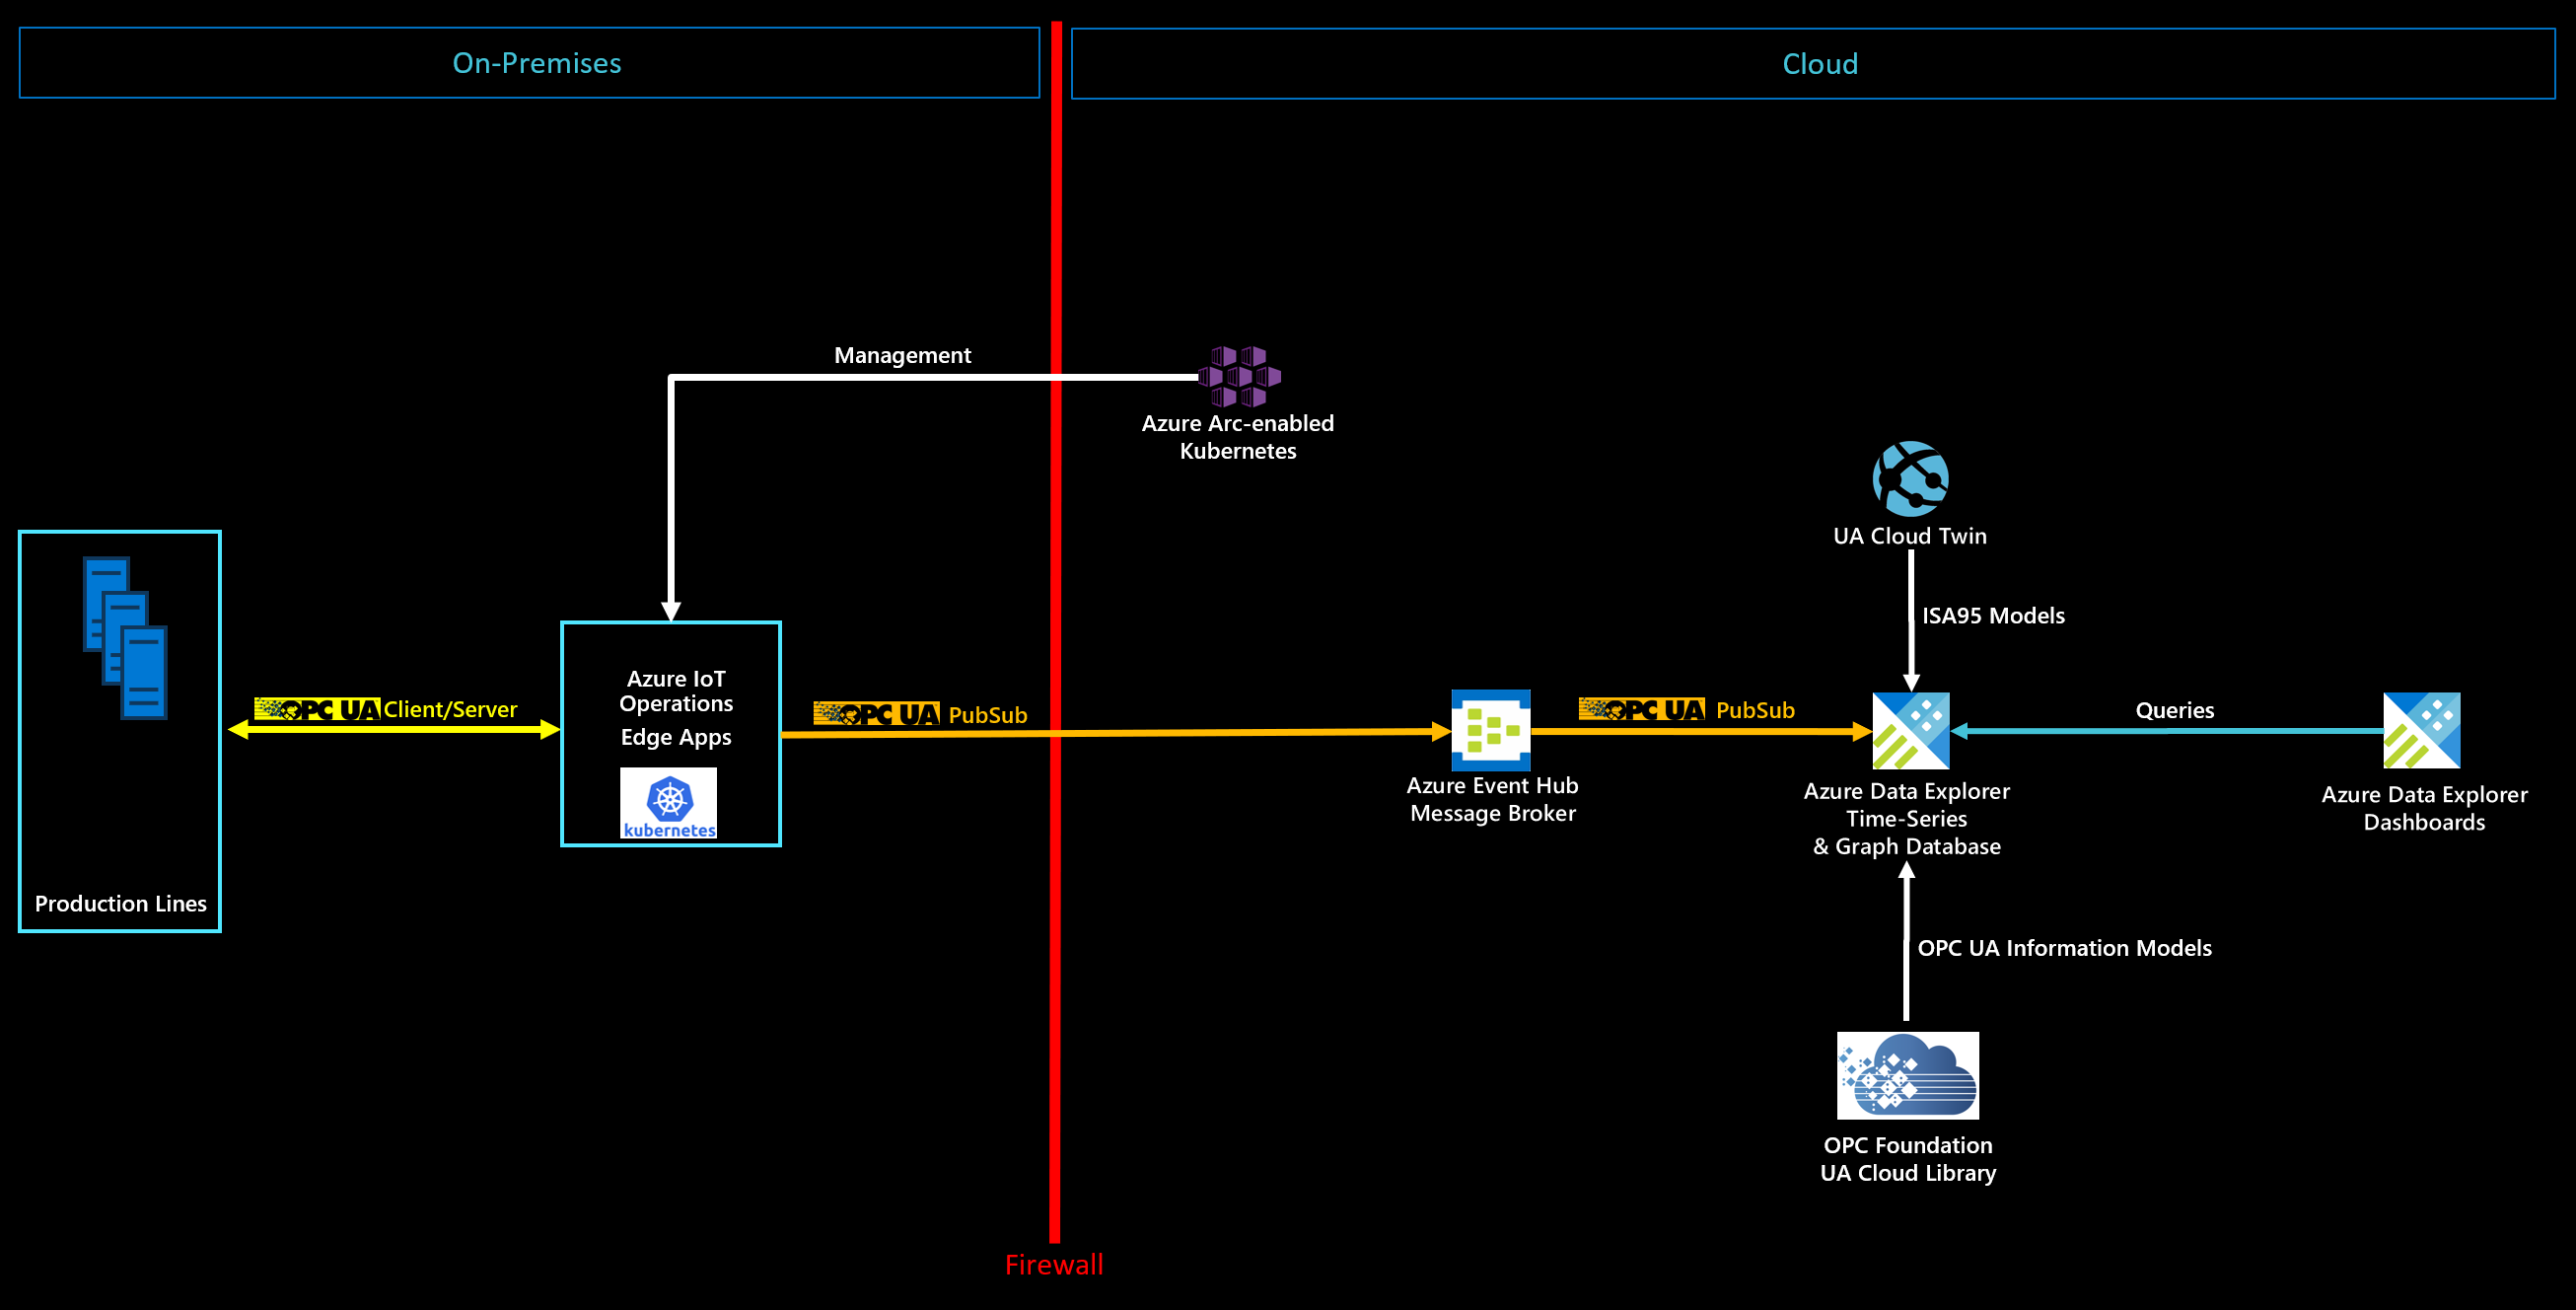 On-Premises
Cloud
Management
Azure Arc-enabled
Kubernetes
UA Cloud Twin
ISA95 Models
Azure IoT
Operations
Edge Apps
kubernetes
OPC UA Client/Server
OPC UA PubSub
OPC UA PubSub
Queries
Azure Event Hub
Message Broker
Azure Data Explorer
Time-Series
& Graph Database
Azure Data Explorer
Dashboards
Production Lines
OPC UA Information Models
OPC Foundation
UA Cloud Library
Firewall